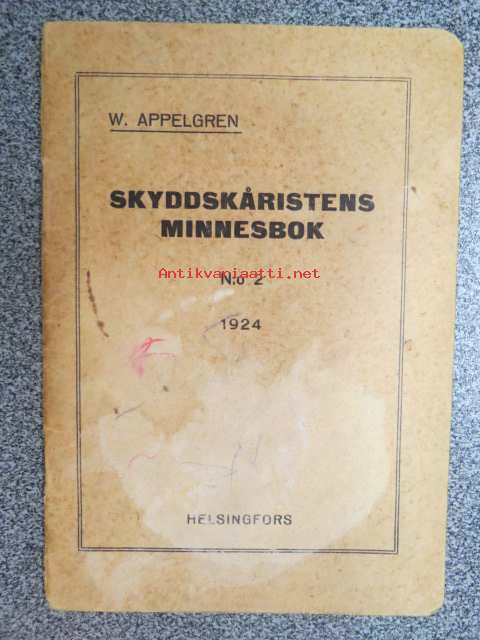 W. APPELGREN
SKYDDSKÅRISTENS
MINNESBOK
Antikvariaatti.net
N:o 2
1924
HELSINGFORS